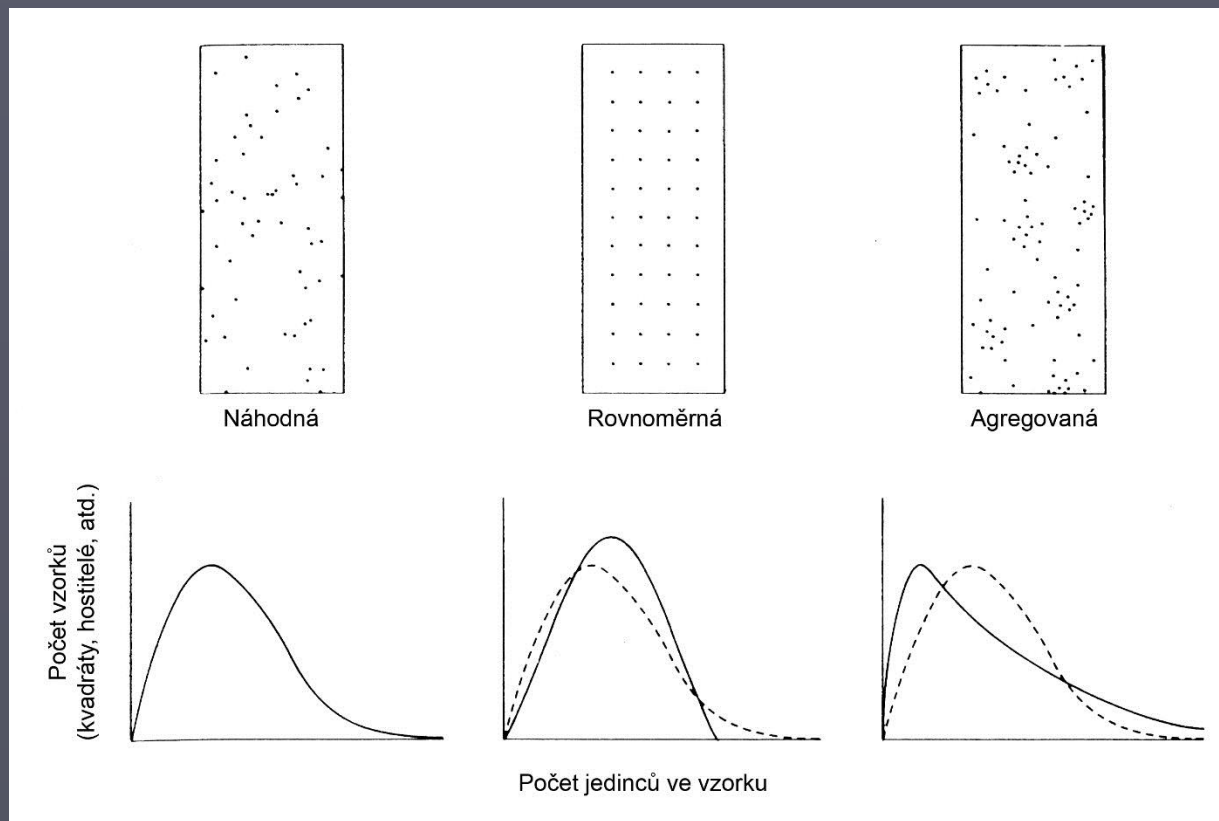 Náhodná
Rovnoměrná
Agregovaná
Počet vzorků
(kvadráty, hostitelé, atd.)
Počet jedinců ve vzorku